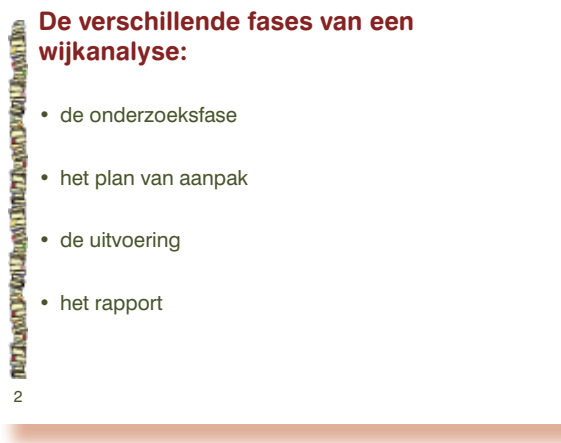 De verschillende fases van een
wijkanalyse:
• de onderzoeksfase
• het plan van aanpak
• de uitvoering
• het rapport
2